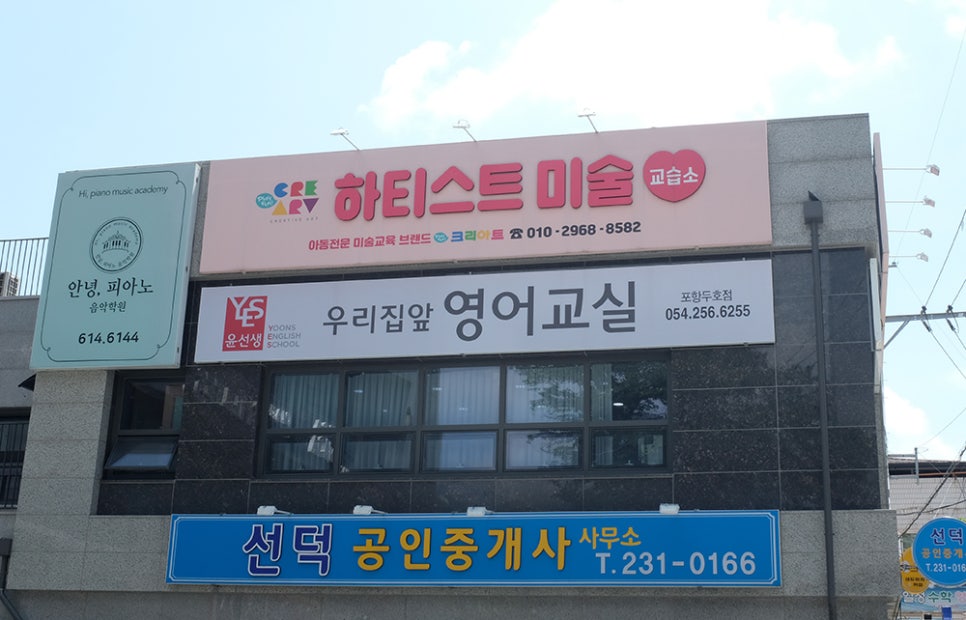 Hi, piano music academy
안녕, 피아노
음악학원
614.6144
CRE
ART
CREATIVE ART
하티스트 미술 교습소
아동전문 미술교육 브랜드 크리아트 ☎ 010-2968-8582
YES
윤선생
YOONS
ENGLISH
SCHOOL
우리집앞 영어교실
포항두호점
054.256.6255
선덕 공인중개사 사무소
T. 231-0166
선덕
공인중개사
T. 231-016